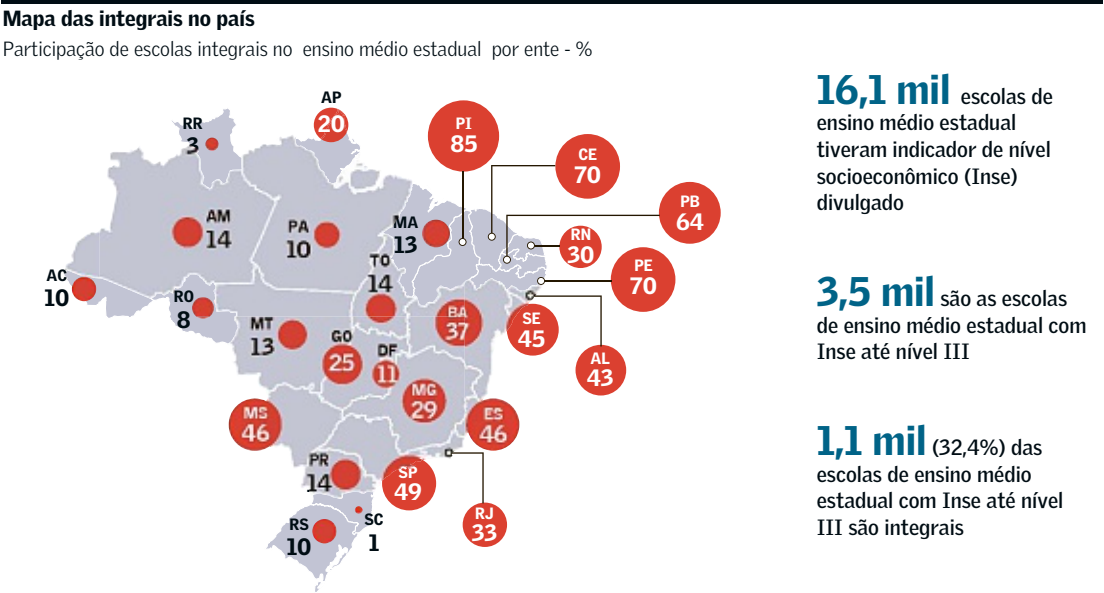 Mapa das integrais no país
Participação de escolas integrais no ensino médio estadual por ente - %
AP
20
RR
3
PI
85
CE
70
PB
64
AM
14
PA
10
MA
13
RN
30
TO
14
PE
70
AC
10
RO
8
BA
37
SE
45
MT
13
GO
25
DF
11
AL
43
MG
29
MS
46
ES
46
PR
14
SP
49
RJ
33
SC
1
RS
10
16,1 mil escolas de
ensino médio estadual
tiveram indicador de nível
socioeconômico (Inse)
divulgado
3,5 mil são as escolas
de ensino médio estadual com
Inse até nível III
1,1 mil (32,4%) das
escolas de ensino médio
estadual com Inse até nível
III são integrais